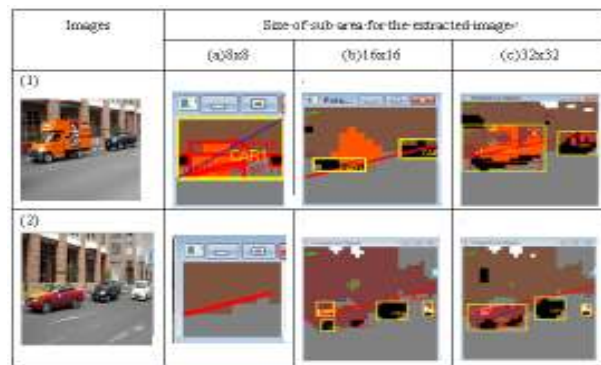 Images
Size of sub area for the extracted image
(a)8x8
(b)16x16
(c)32x32
(1)
(2)